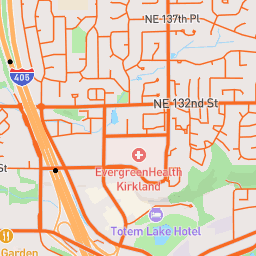 NE 137th Pl
405
NE 132nd St
St
EvergreenHealth
Kirkland
Totem Lake Hotel
Garden